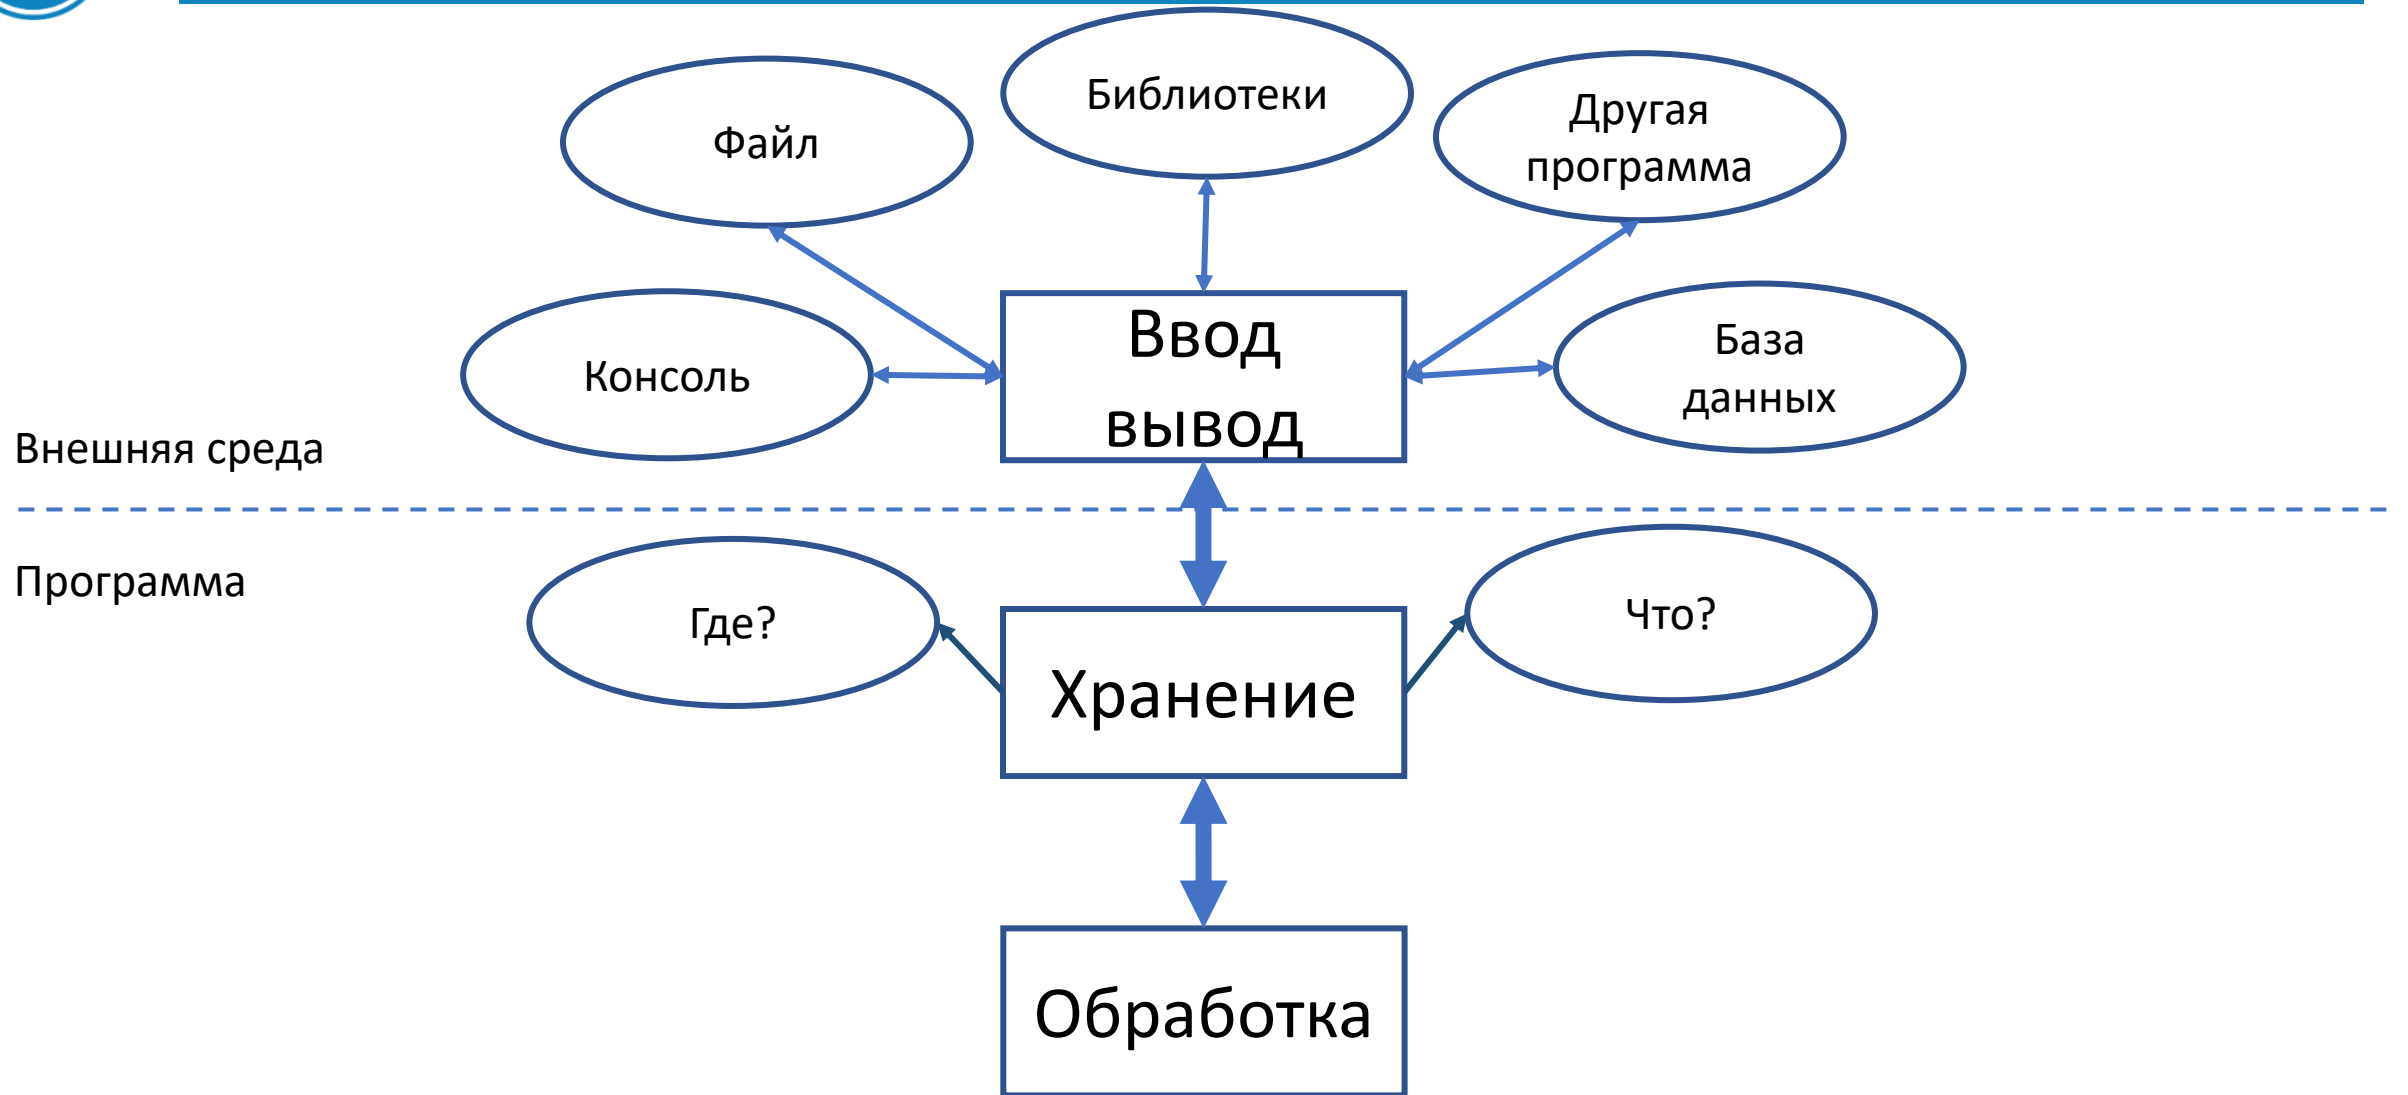 Библиотеки
Файл
Другая
программа
Консоль
Ввод
вывод
База
данных
Внешняя среда
Программа
Где?
Что?
Хранение
Обработка